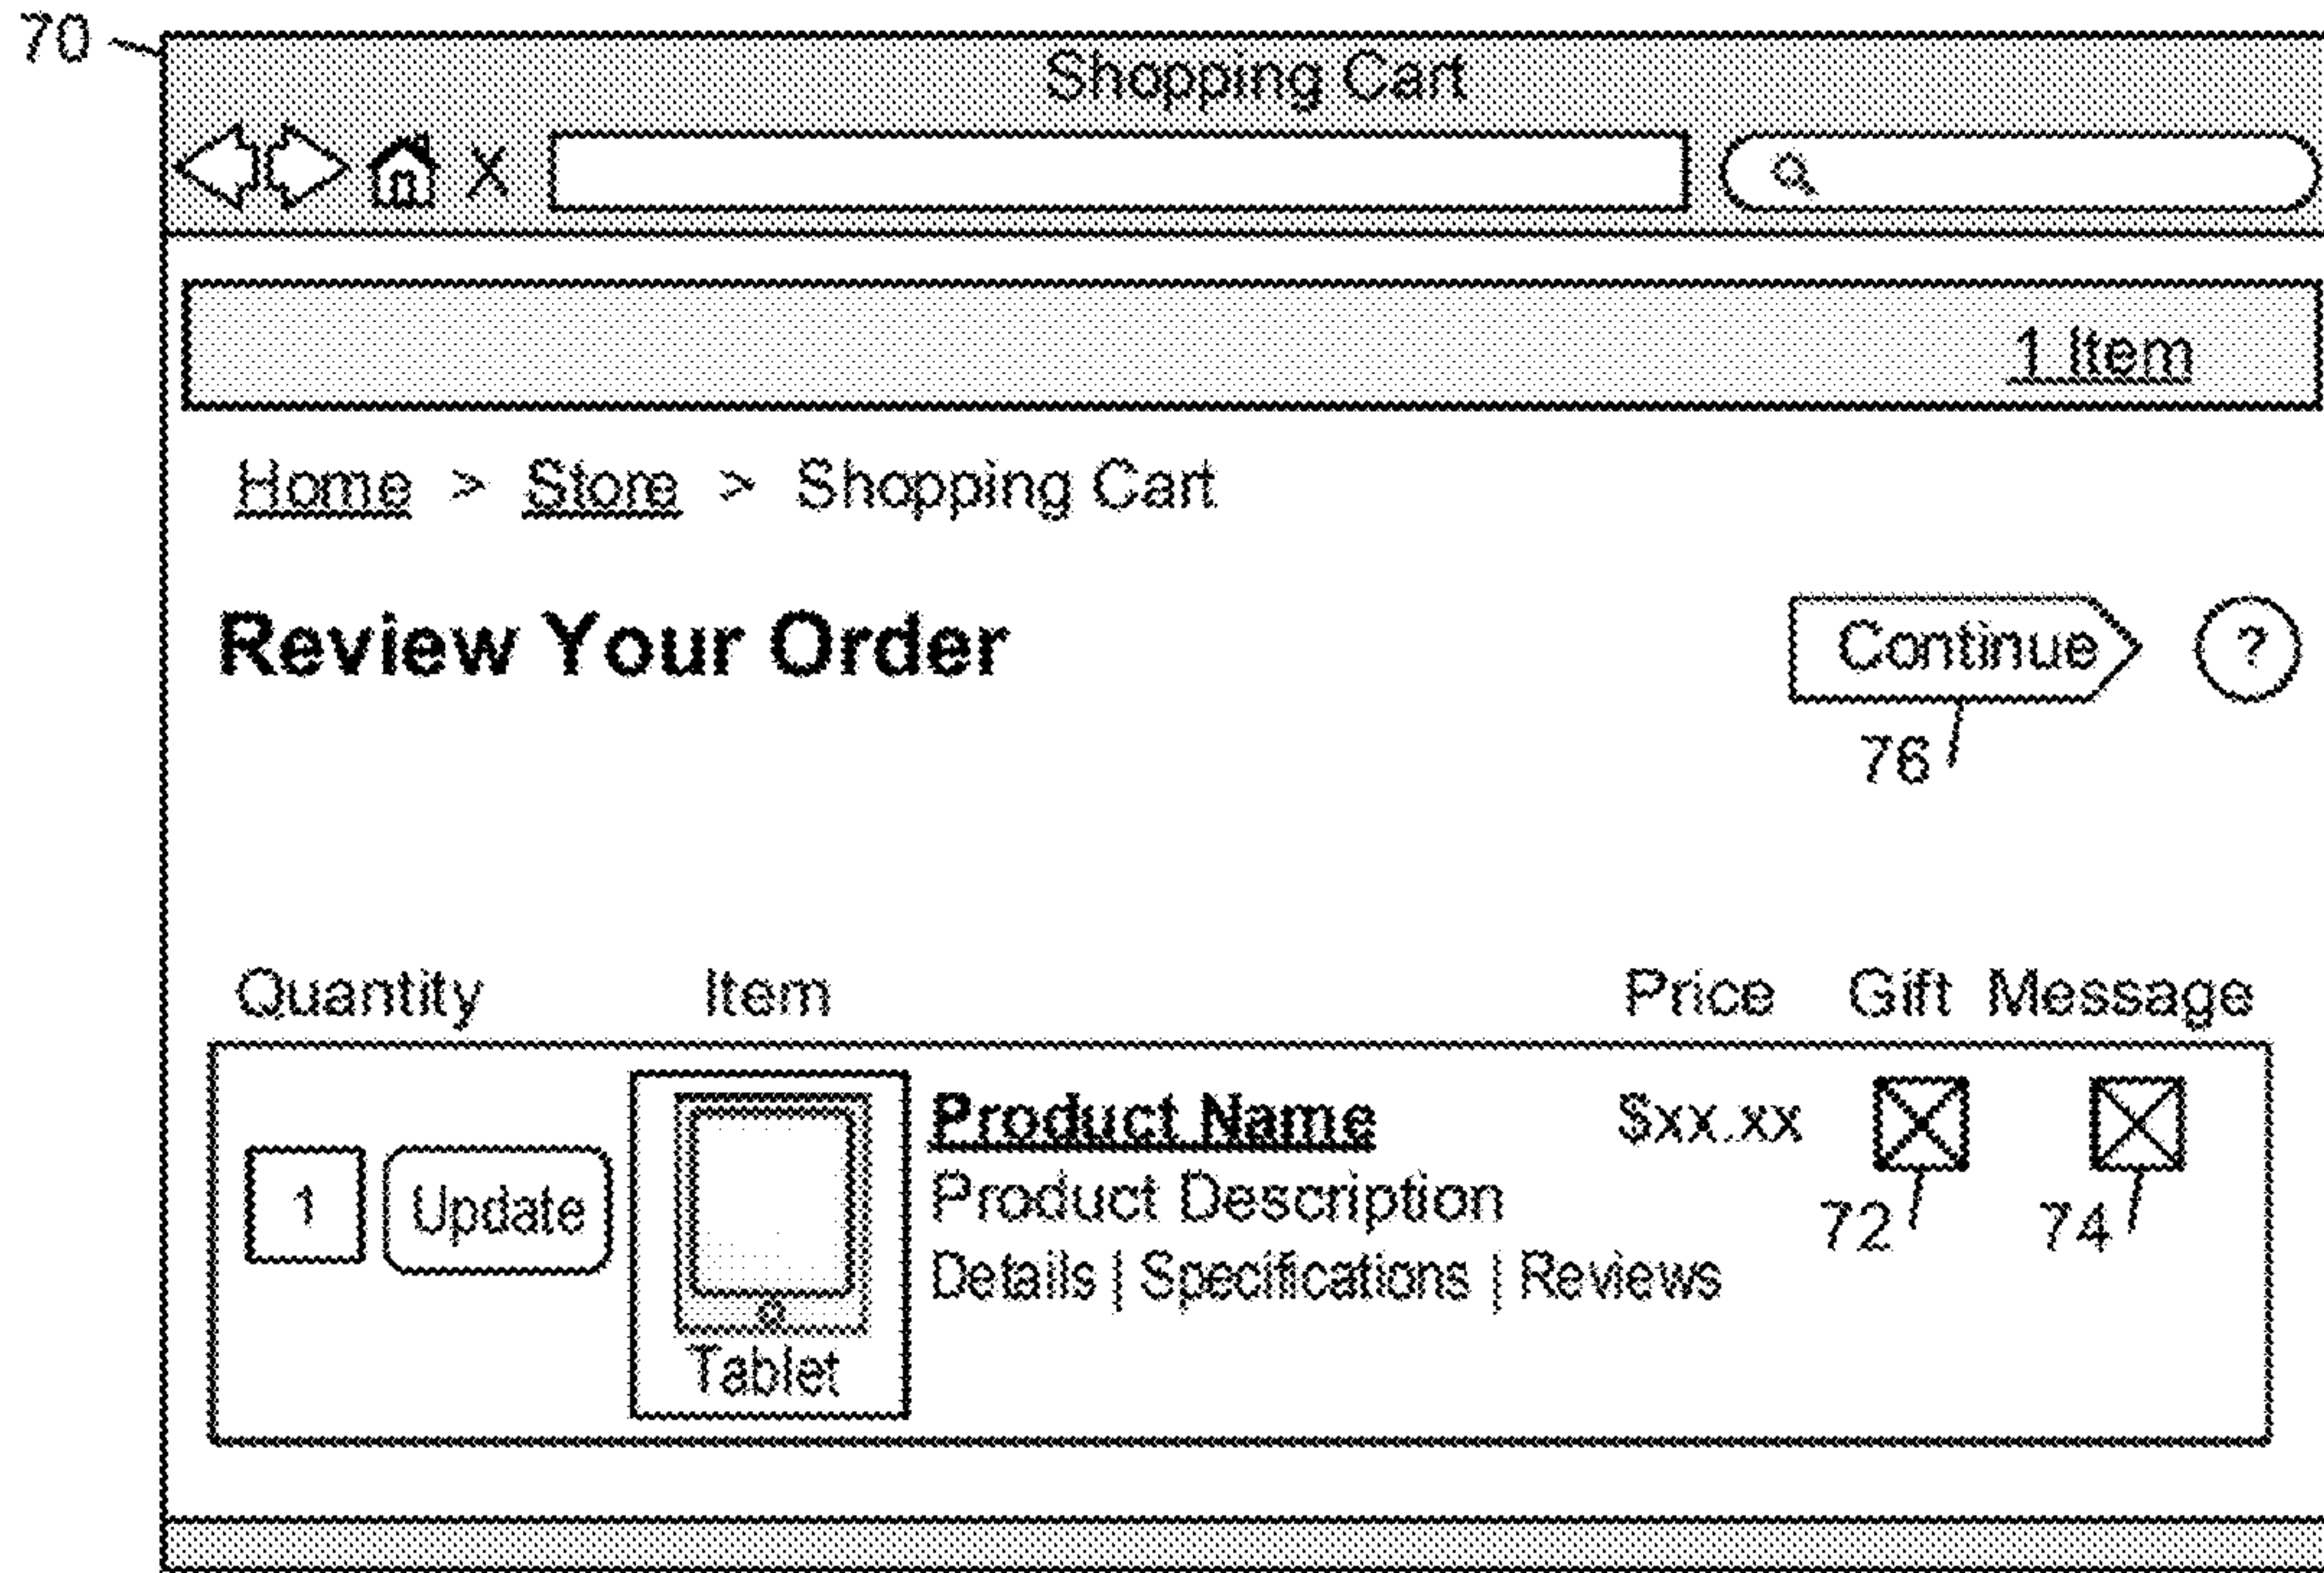 70
Shopping Cart
X
1 Item
Home > Store > Shopping Cart
Review Your Order
Continue
?
76
Quantity Item Price Gift Message
Product Name $xx.xx
1 Update
Product Description
72 74
Details | Specifications | Reviews
Tablet